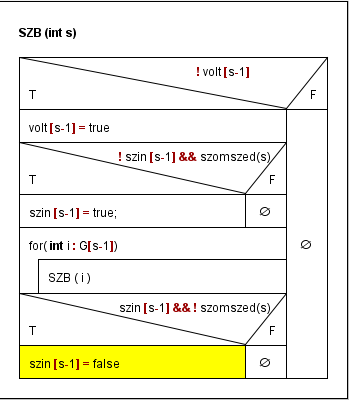 SZB (int s)
! volt [s-1]
T F
volt [s-1] = true
! szin [s-1] && szomszed(s)
T F
szin [s-1] = true; ∅
for( int i : G[s-1]) ∅
SZB ( i )
szin [s-1] && ! szomszed(s)
T F
szin [s-1] = false ∅